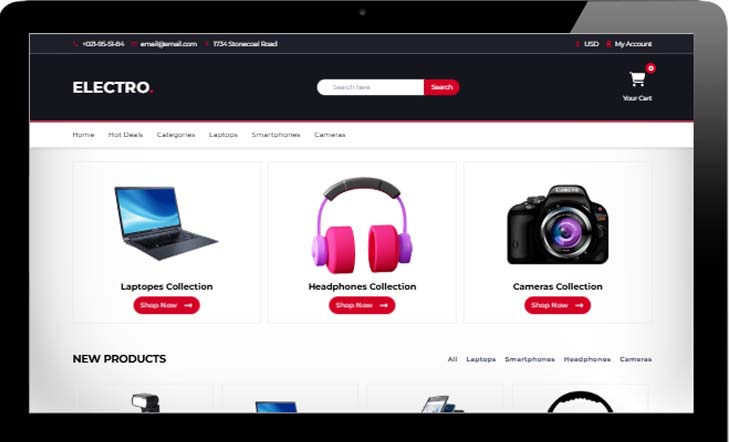 +021-95-51-84 email@email.com 1734 Stonecoal Road USD My Account
ELECTRO.
Search here Search
0
Your Cart
Home Hot Deals Categories Laptops Smartphones Cameras
Laptopes Collection Headphones Collection Cameras Collection
Shop Now Shop Now Shop Now
NEW PRODUCTS All Laptops Smartphones Headphones Cameras